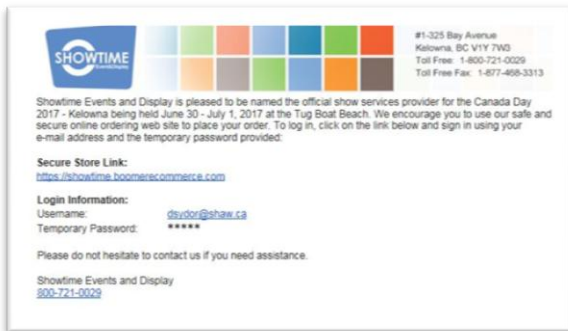 SHOWTIME
Events&Display
#1-325 Bay Avenue
Kelowna, BC V1Y 7W3
Toll Free: 1-800-721-0029
Toll Free Fax: 1-877-468-3313
Showtime Events and Display is pleased to be named the official show services provider for the Canada Day
2017 - Kelowna being held June 30 - July 1, 2017 at the Tug Boat Beach. We encourage you to use our safe and
secure online ordering web site to place your order. To log in, click on the link below and sign in using your
e-mail address and the temporary password provided:
Secure Store Link:
https://showtime.boomerecommerce.com
Login Information:
Username: dsydor@shaw.ca
Temporary Password: *****
Please do not hesitate to contact us if you need assistance.
Showtime Events and Display
800-721-0029